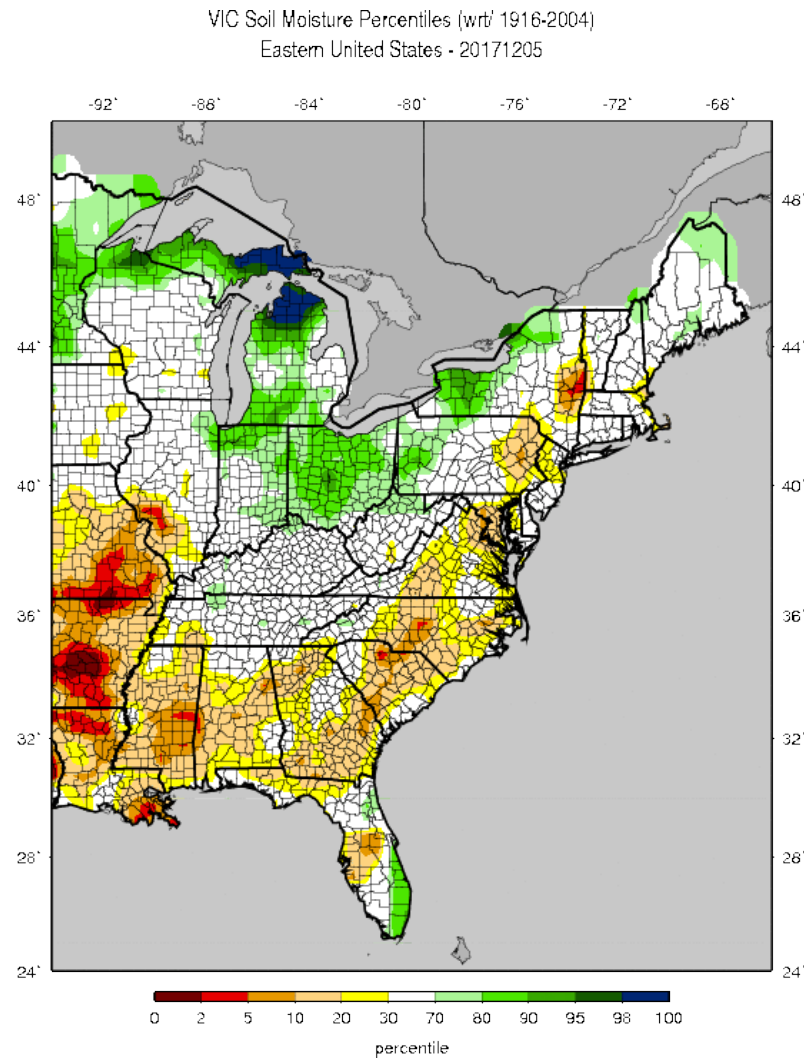 VIC Soil Moisture Percentiles (wrt/ 1916-2004)
Eastern United States - 20171205
-92` -88` -84` -80` -76` -72` -68`
48` 48`
44` 44`
40` 40`
36` 36`
32` 32`
28` 28`
24` 24`
0 2 5 10 20 30 70 80 90 95 98 100
percentile